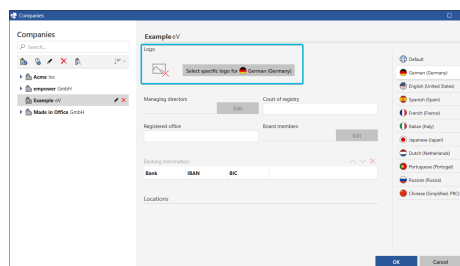 Companies
Companies
Search...
Acme Inc
empower GmbH
Example eV
Made in Office GmbH
Example eV
Logo
Select specific logo for German (Germany)
Managing directors
Edit
Court of registry
Registered office
Board members
Edit
Banking information
Bank IBAN BIC
Locations
Default
German (Germany)
English (United States)
Spanish (Spain)
French (France)
Italian (Italy)
Japanese (Japan)
Dutch (Netherlands)
Portuguese (Portugal)
Russian (Russia)
Chinese (Simplified, PRC)
OK Cancel